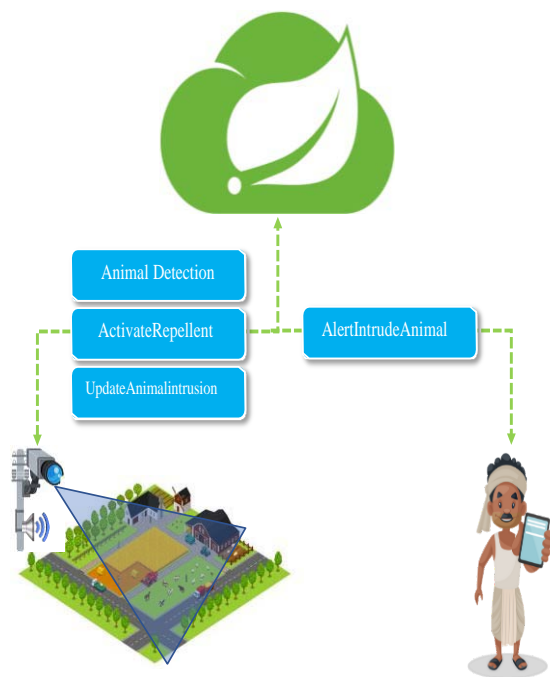 Animal Detection
ActivateRepellent
UpdateAnimalintrusion
AlertIntrudeAnimal